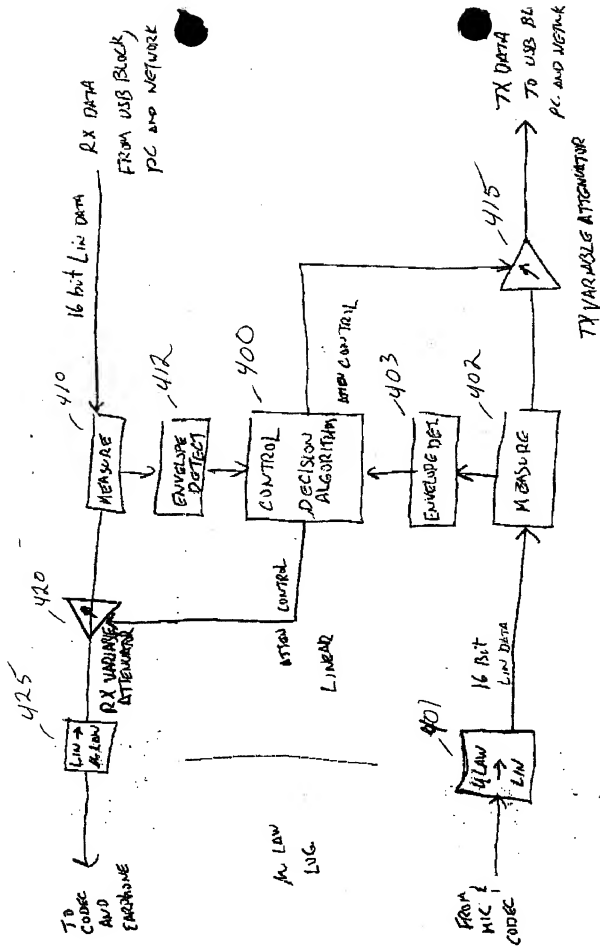 RX DATA
FROM USB BLOCK,
PC AND NETWORK
16 bit LIN DATA
410
MEASURE
420
RX VARIABLE
ATTENUATOR
425
LIN →
μLAW
TO
CODEC
AND
EARPHONE
412
ENVELOPE
DETECT
400
CONTROL
DECISION
ALGORITHM
ATTEN CONTROL
LINEAR
μ LAW
LOG.
ATTEN CONTROL
403
ENVELOPE DET.
402
MEASURE
16 Bit
LIN DATA
401
μLAW
→
LIN
FROM
MIC &
CODEC
415
TX VARIABLE ATTENUATOR
TX DATA
TO USB BL
PC AND NETWK